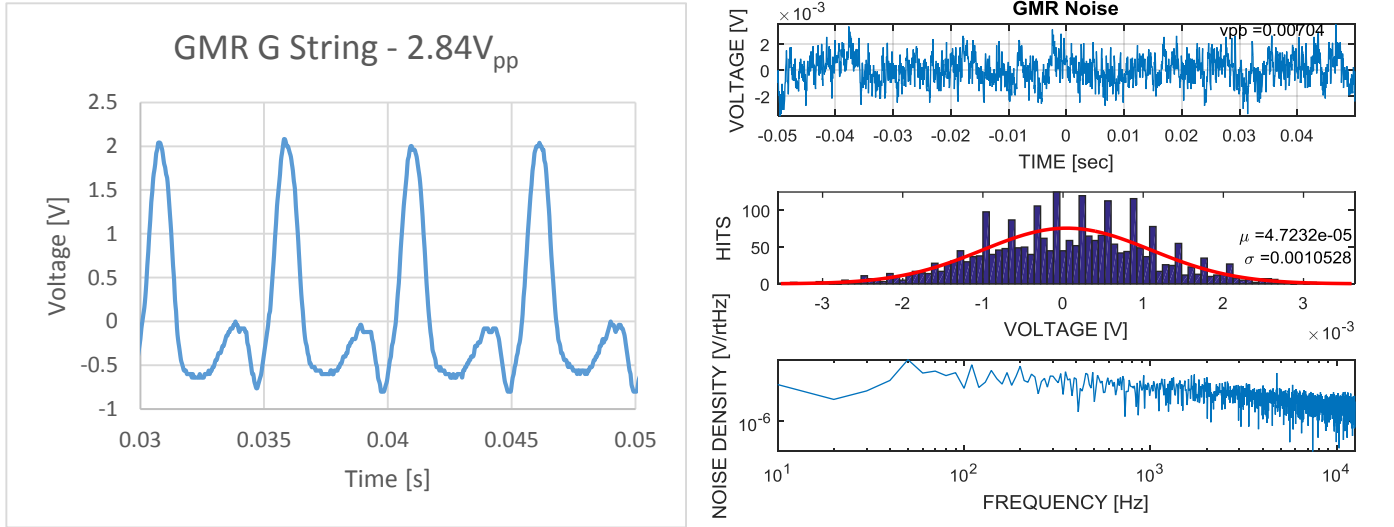 GMR G String - 2.84Vpp
2.5
2
1.5
1
0.5
0
-0.5
-1
Voltage [V]
0.03 0.035 0.04 0.045 0.05
Time [s]
GMR Noise
×10-3
vpp =0.00704
2
0
-2
VOLTAGE [V]
-0.05 -0.04 -0.03 -0.02 -0.01 0 0.01 0.02 0.03 0.04
TIME [sec]
100
50
0
HITS
μ =4.7232e-05
σ =0.0010528
-3 -2 -1 0 1 2 3
VOLTAGE [V]
×10-3
NOISE DENSITY [V/rtHz]
10-6
101 102 103 104
FREQUENCY [Hz]